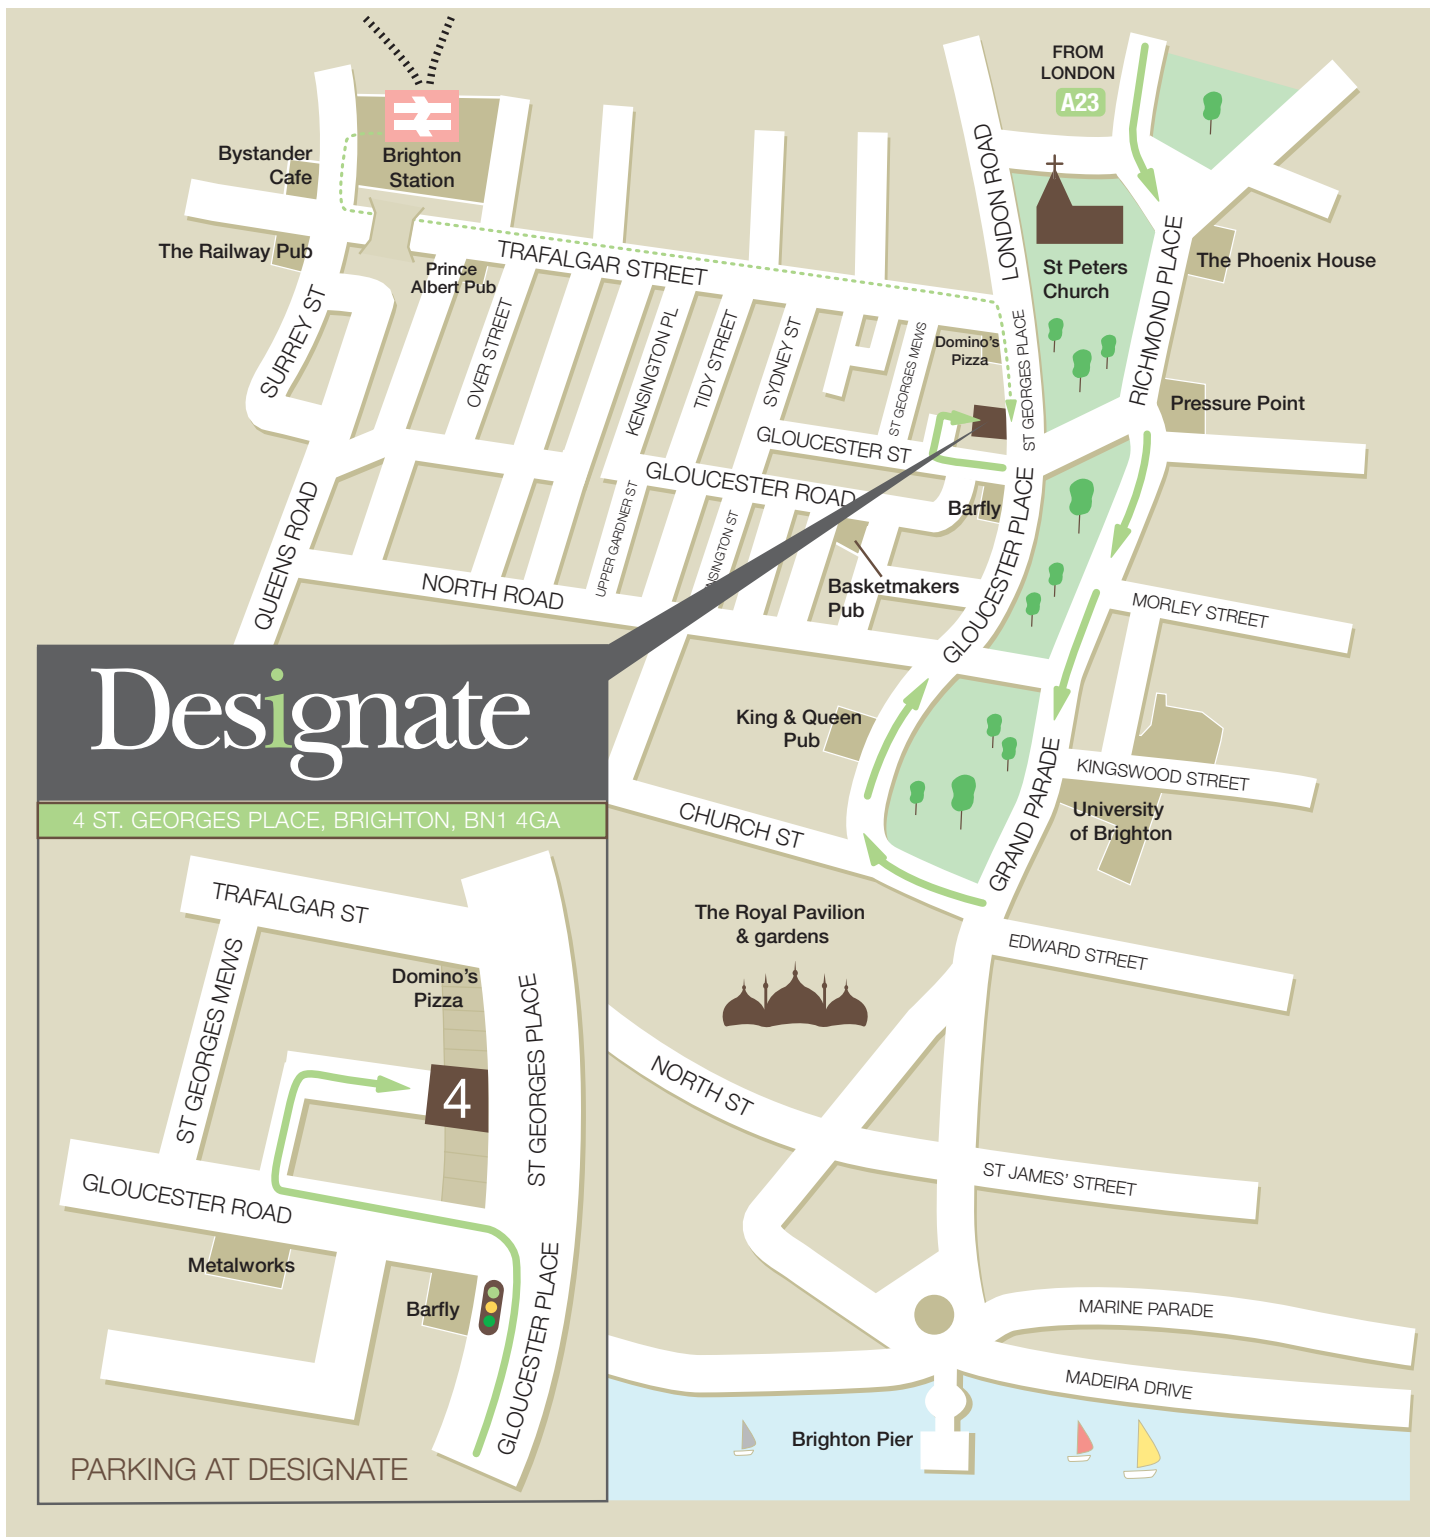 FROM
LONDON
A23
Bystander
Cafe
Brighton
Station
The Railway Pub
Prince
Albert Pub
TRAFALGAR STREET
LONDON ROAD
St Peters
Church
RICHMOND PLACE
The Phoenix House
SURREY ST
OVER STREET
KENSINGTON PL
TIDY STREET
SYDNEY ST
ST GEORGES MEWS
Domino's
Pizza
ST GEORGES PLACE
Pressure Point
GLOUCESTER ST
GLOUCESTER ROAD
QUEENS ROAD
UPPER GARDNER ST
NSINGTON ST
Barfly
GLOUCESTER PLACE
NORTH ROAD
Basketmakers
Pub
MORLEY STREET
Designate
4 ST. GEORGES PLACE, BRIGHTON, BN1 4GA
King & Queen
Pub
GRAND PARADE
KINGSWOOD STREET
University
of Brighton
CHURCH ST
The Royal Pavilion
& gardens
EDWARD STREET
NORTH ST
ST JAMES' STREET
MARINE PARADE
MADEIRA DRIVE
Brighton Pier
TRAFALGAR ST
ST GEORGES MEWS
Domino's
Pizza
ST GEORGES PLACE
4
GLOUCESTER ROAD
Metalworks
Barfly
GLOUCESTER PLACE
PARKING AT DESIGNATE